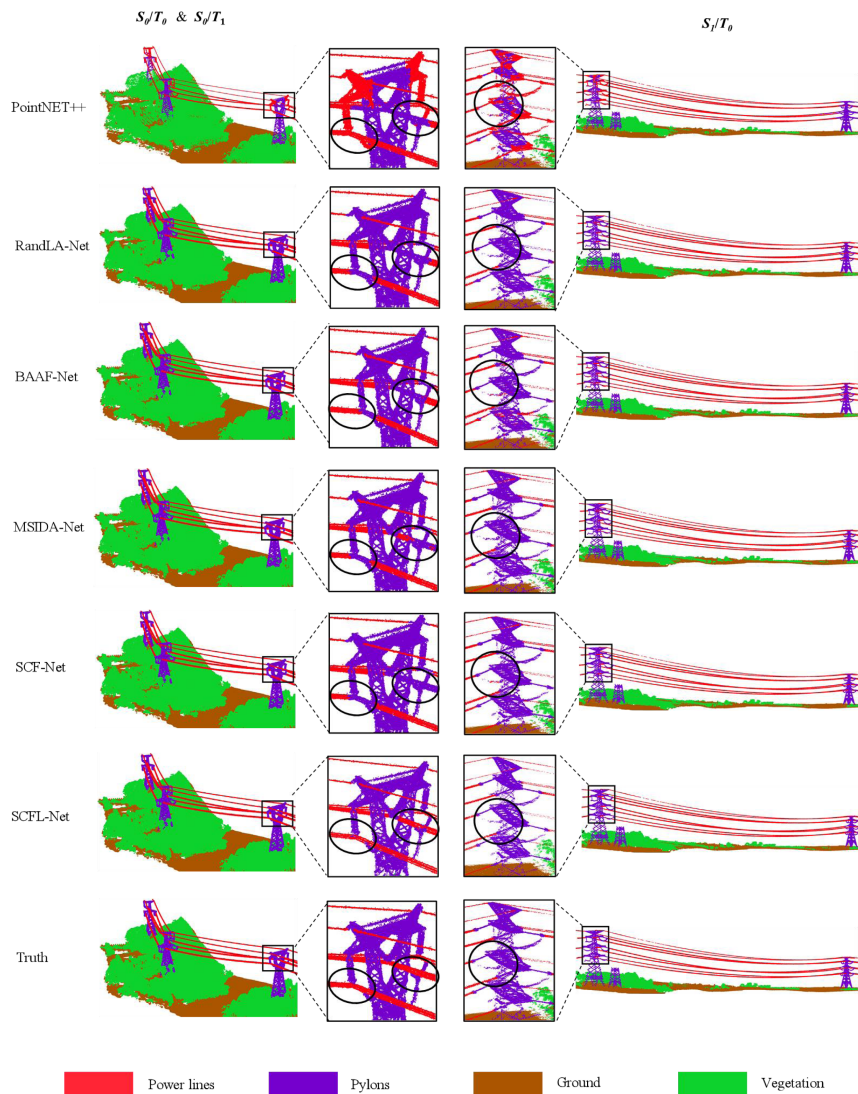 S₀/T₀ & S₀/T₁
S₁/T₀
PointNET++
RandLA-Net
BAAF-Net
MSIDA-Net
SCF-Net
SCFL-Net
Truth
Power lines
Pylons
Ground
Vegetation